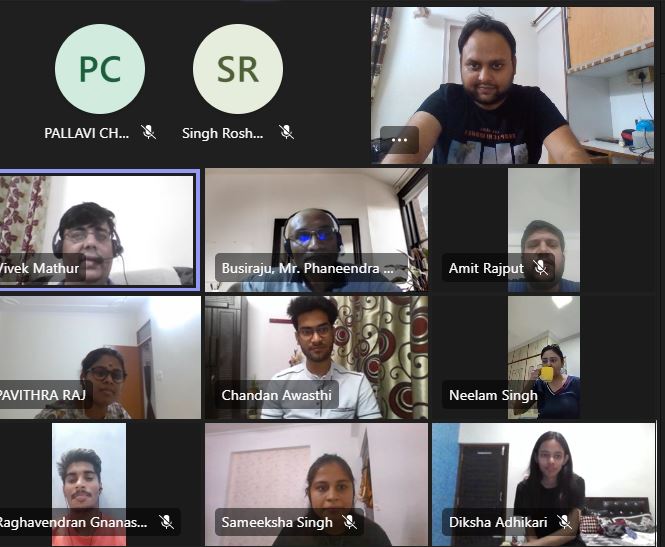 PC
SR
PALLAVI CH...
Singh Rosh...
Vivek Mathur
Busiraju, Mr. Phaneendra ...
Amit Rajput
PAVITHRA RAJ
Chandan Awasthi
Neelam Singh
Raghavendran Gnanas...
Sameeksha Singh
Diksha Adhikari